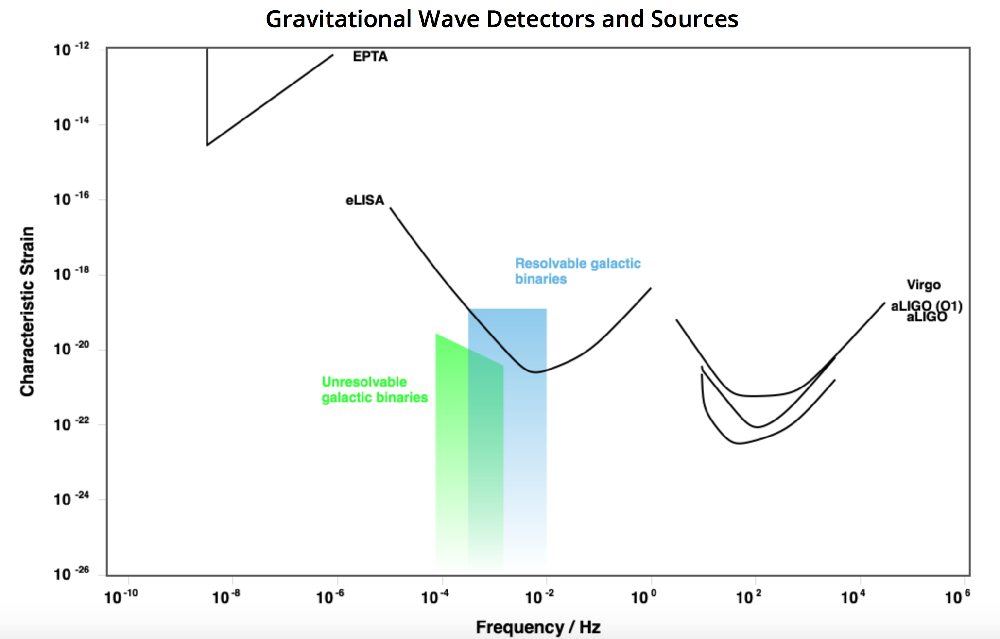 Gravitational Wave Detectors and Sources
Characteristic Strain
10 -12
10 -14
10 -16
10 -18
10 -20
10 -22
10 -24
10 -26
EPTA
eLISA
Resolvable galactic
binaries
Unresolvable
galactic binaries
Virgo
aLIGO (O1)
aLIGO
10 -10
10 -8
10 -6
10 -4
10 -2
10 0
10 2
10 4
10 6
Frequency / Hz